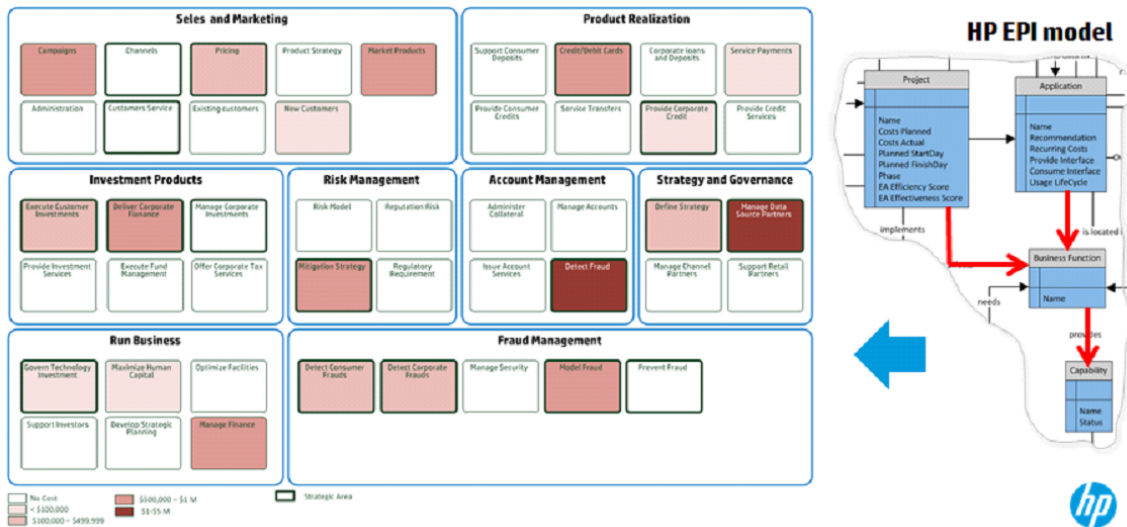 Seles and Marketing
Campaigns
Channels
Pricing
Product Strategy
Market Products
Administration
Customers Service
Existing customers
New Customers
Product Realization
Support Consumer
Deposits
Credit/Debit Cards
Corporate loans
and Deposits
Service Payments
Provide Consumer
Credits
Service Transfers
Provide Corporate
Credit
Provide Credit
Services
Investment Products
Execute Customer
Investments
Deliver Corporate
Fianance
Manage Corporate
Investments
Provide Investment
Services
Execute Fund
Management
Offer Corporate Tax
Services
Risk Management
Risk Model
Reputation Risk
Mitigation Strategy
Regulatory
Requirement
Account Management
Administer
Collateral
Manage Accounts
Issue Account
Services
Detect Fraud
Strategy and Governance
Define Strategy
Manage Data
Source Partners
Manage Channel
Partners
Support Retail
Partners
Run Business
Govern Technology
Investment
Maximize Human
Capital
Optimize Facilities
Support Investors
Develop Strategic
Planning
Manage Finance
Fraud Management
Detect Consumer
Frauds
Detect Corporate
Frauds
Manage Security
Model Fraud
Prevent Fraud
No Cost
< $100,000
$100,000 – $499,999
$500,000 – $1 M
$1-$5 M
Strategic Area
HP EPI model
Project
Name
Costs Planned
Costs Actual
Planned StartDay
Planned FinishDay
Phase
EA Efficiency Score
EA Effectiveness Score
Application
Name
Recommendation
Recurring Costs
Provide Interface
Consume Interface
Usage LifeCycle
implements
is located i
Business Function
Name
needs
provides
Capability
Name
Status
hp